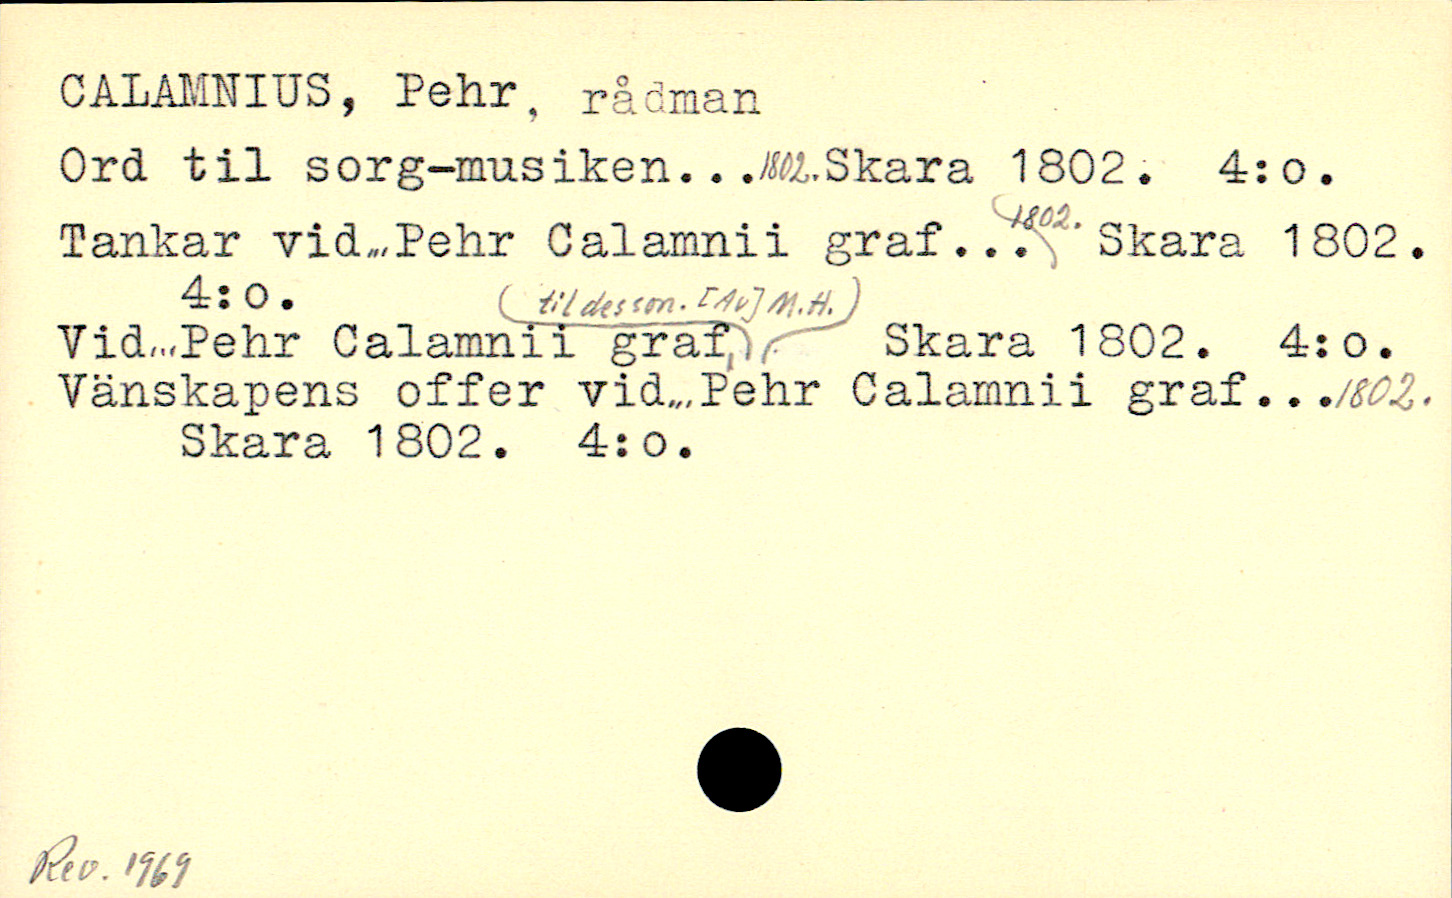 CALAMNIUS, Pehr, rådman
Ord til sorg-musiken...1802. Skara 1802. 4:o.
Tankar vid...Pehr Calamnii graf...1802. Skara 1802.
4:o.
Vid...Pehr Calamnii graf, til des son. [Av] M.H. Skara 1802. 4:o.
Vänskapens offer vid...Pehr Calamnii graf...1802.
Skara 1802. 4:o.
Rev. 1969